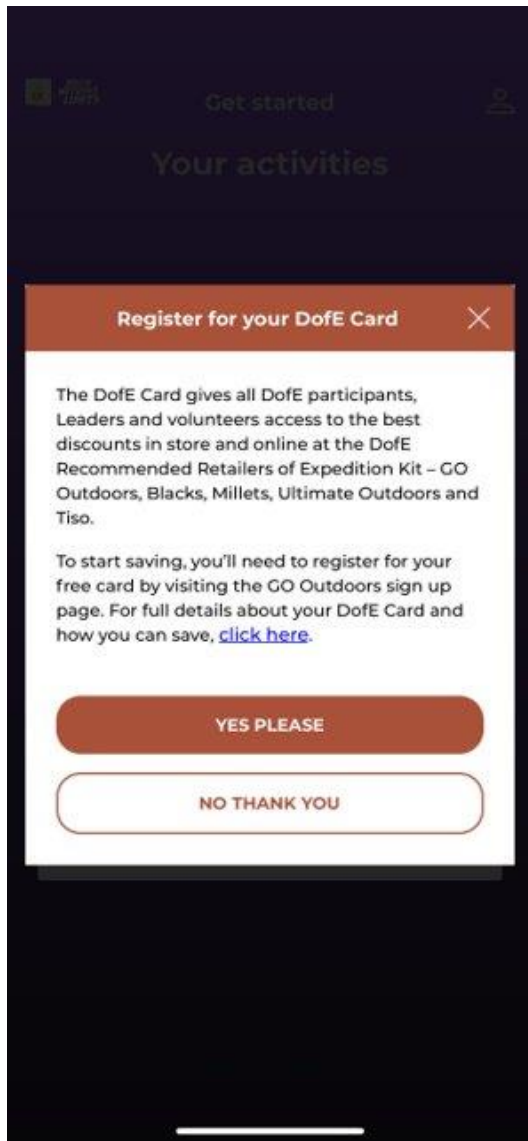 Get started
Your activities
Register for your DofE Card
The DofE Card gives all DofE participants,
Leaders and volunteers access to the best
discounts in store and online at the DofE
Recommended Retailers of Expedition Kit – GO
Outdoors, Blacks, Millets, Ultimate Outdoors and
Tiso.
To start saving, you’ll need to register for your
free card by visiting the GO Outdoors sign up
page. For full details about your DofE Card and
how you can save, click here.
YES PLEASE
NO THANK YOU